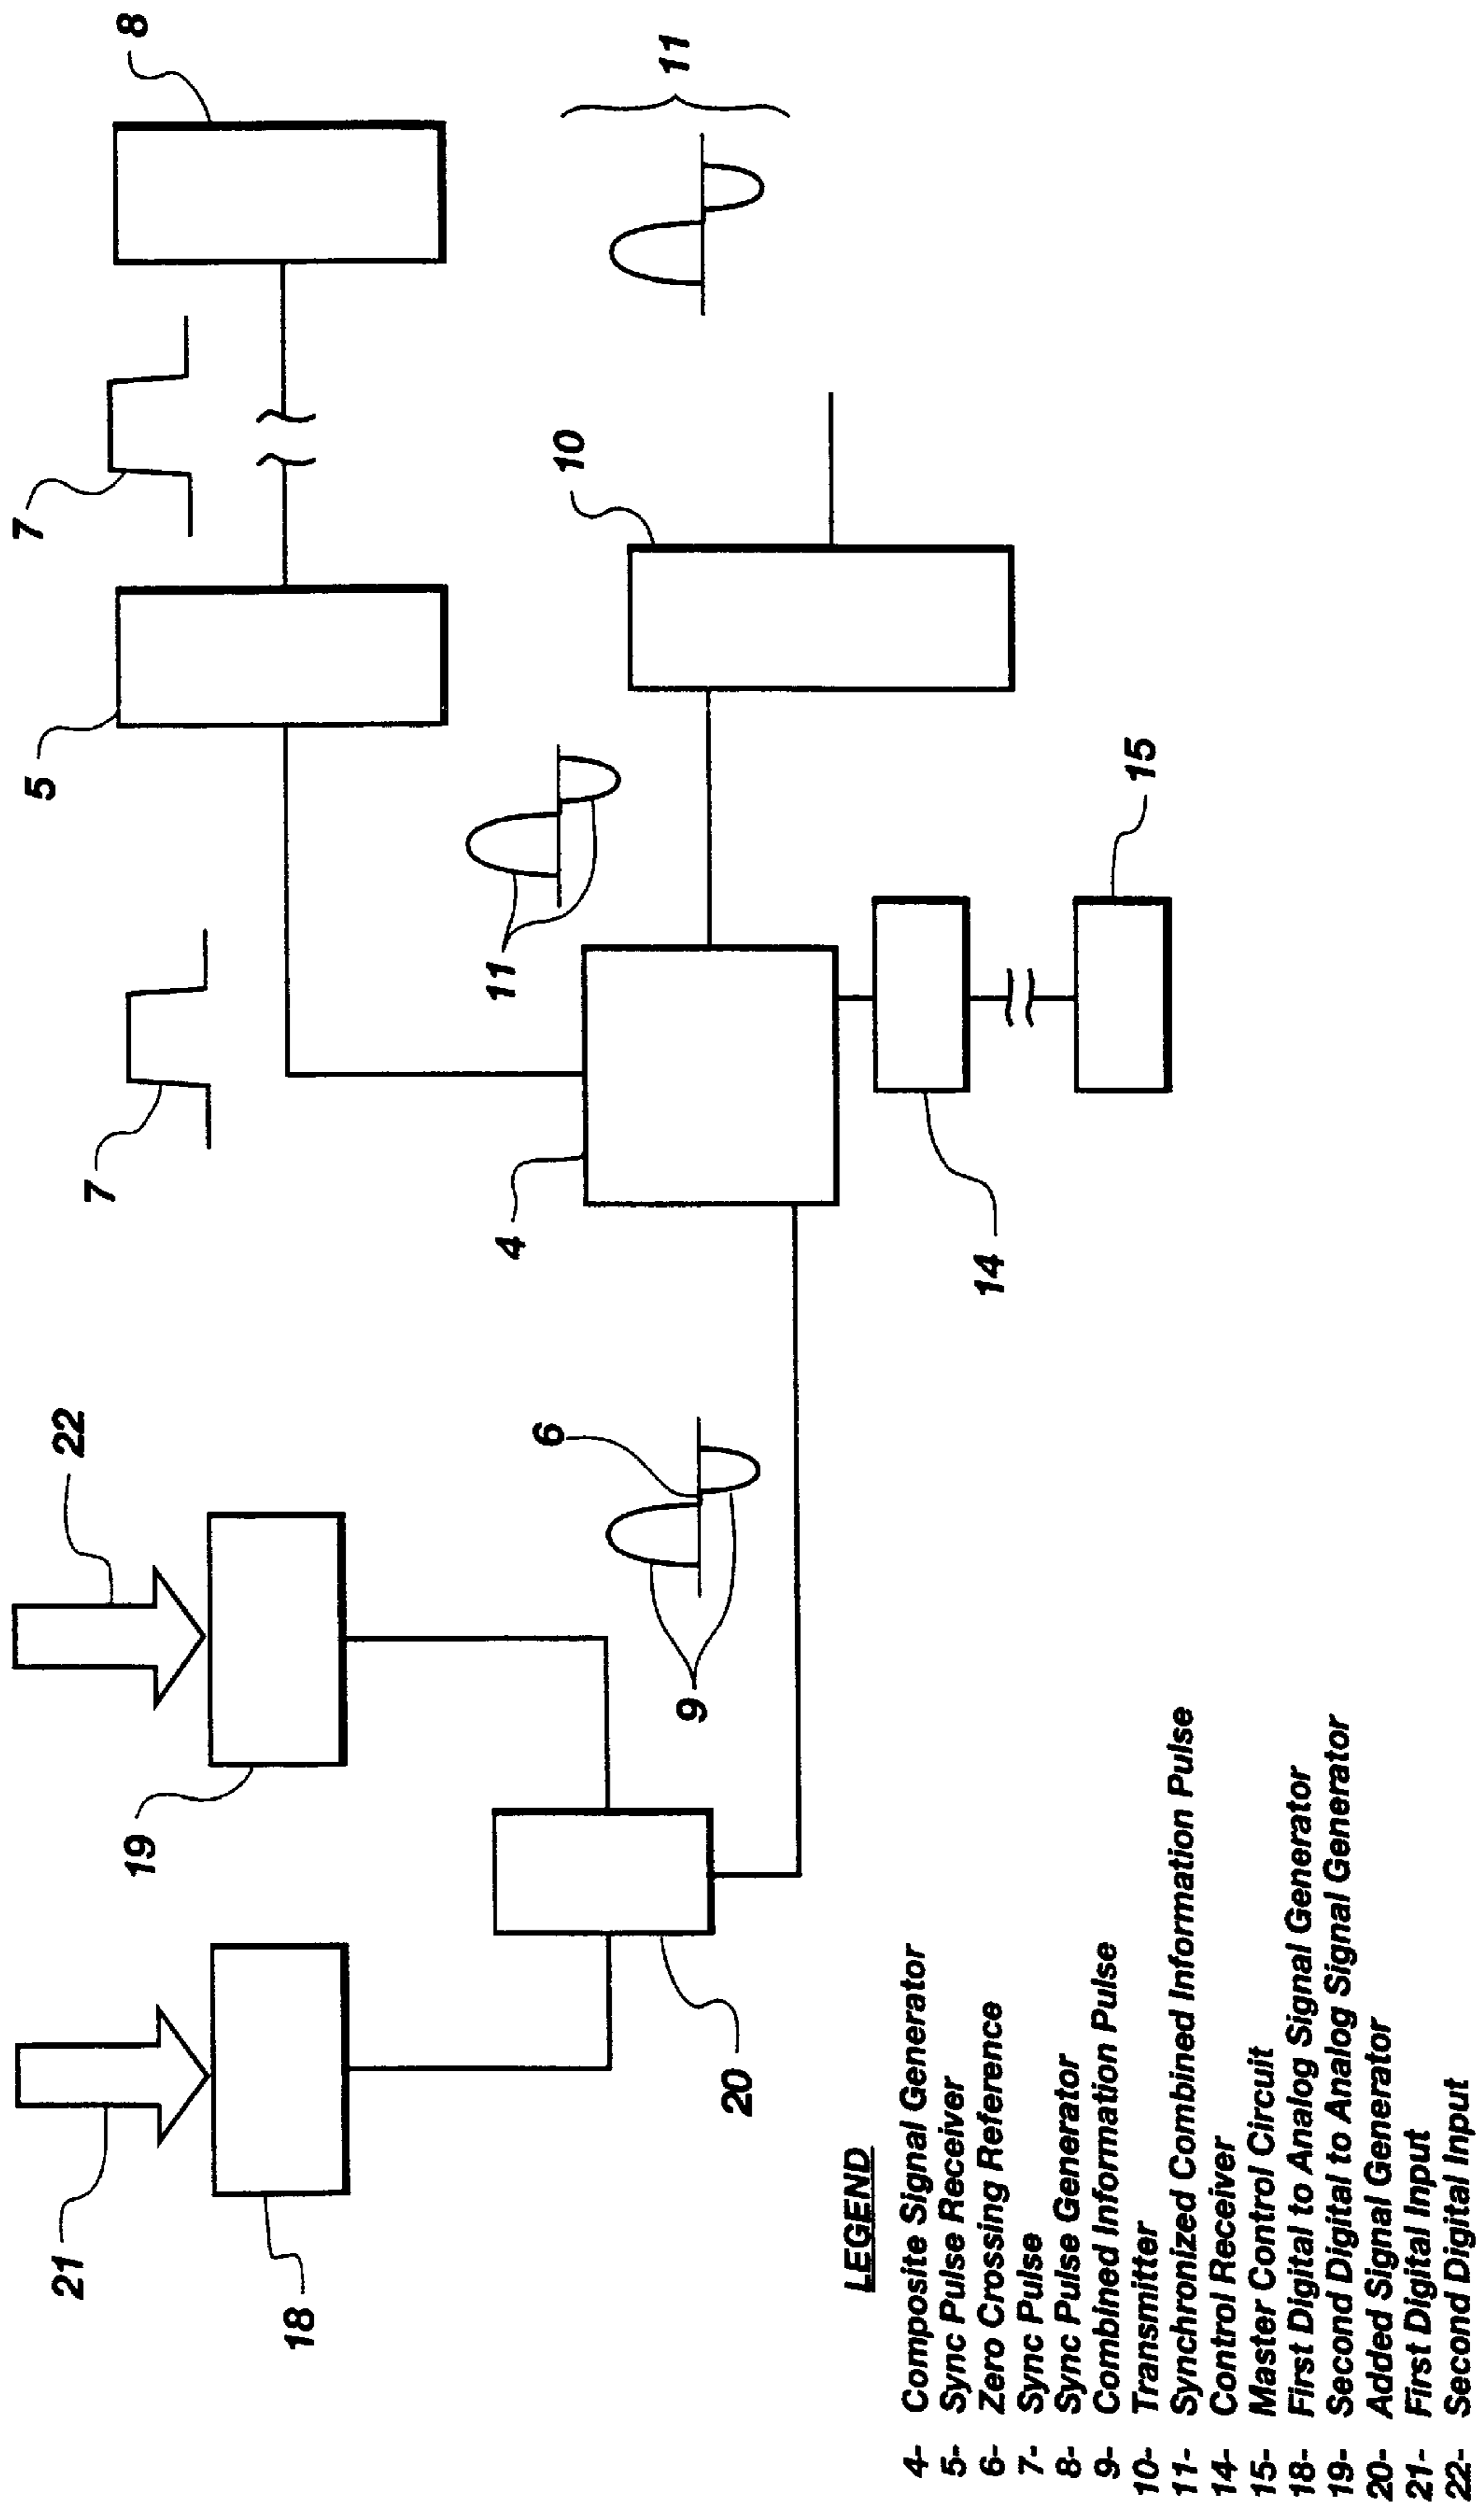 21
22
7
7
8
18
19
5
20
9
6
4
11
10
11
14
15
LEGEND
4- Composite Signal Generator
5- Sync Pulse Receiver
6- Zero Crossing Reference
7- Sync Pulse
8- Sync Pulse Generator
9- Combined Information Pulse
10- Transmitter
11- Synchronized Combined Information Pulse
14- Control Receiver
15- Master Control Circuit
18- First Digital to Analog Signal Generator
19- Second Digital to Analog Signal Generator
20- Added Signal Generator
21- First Digital Input
22- Second Digital Input